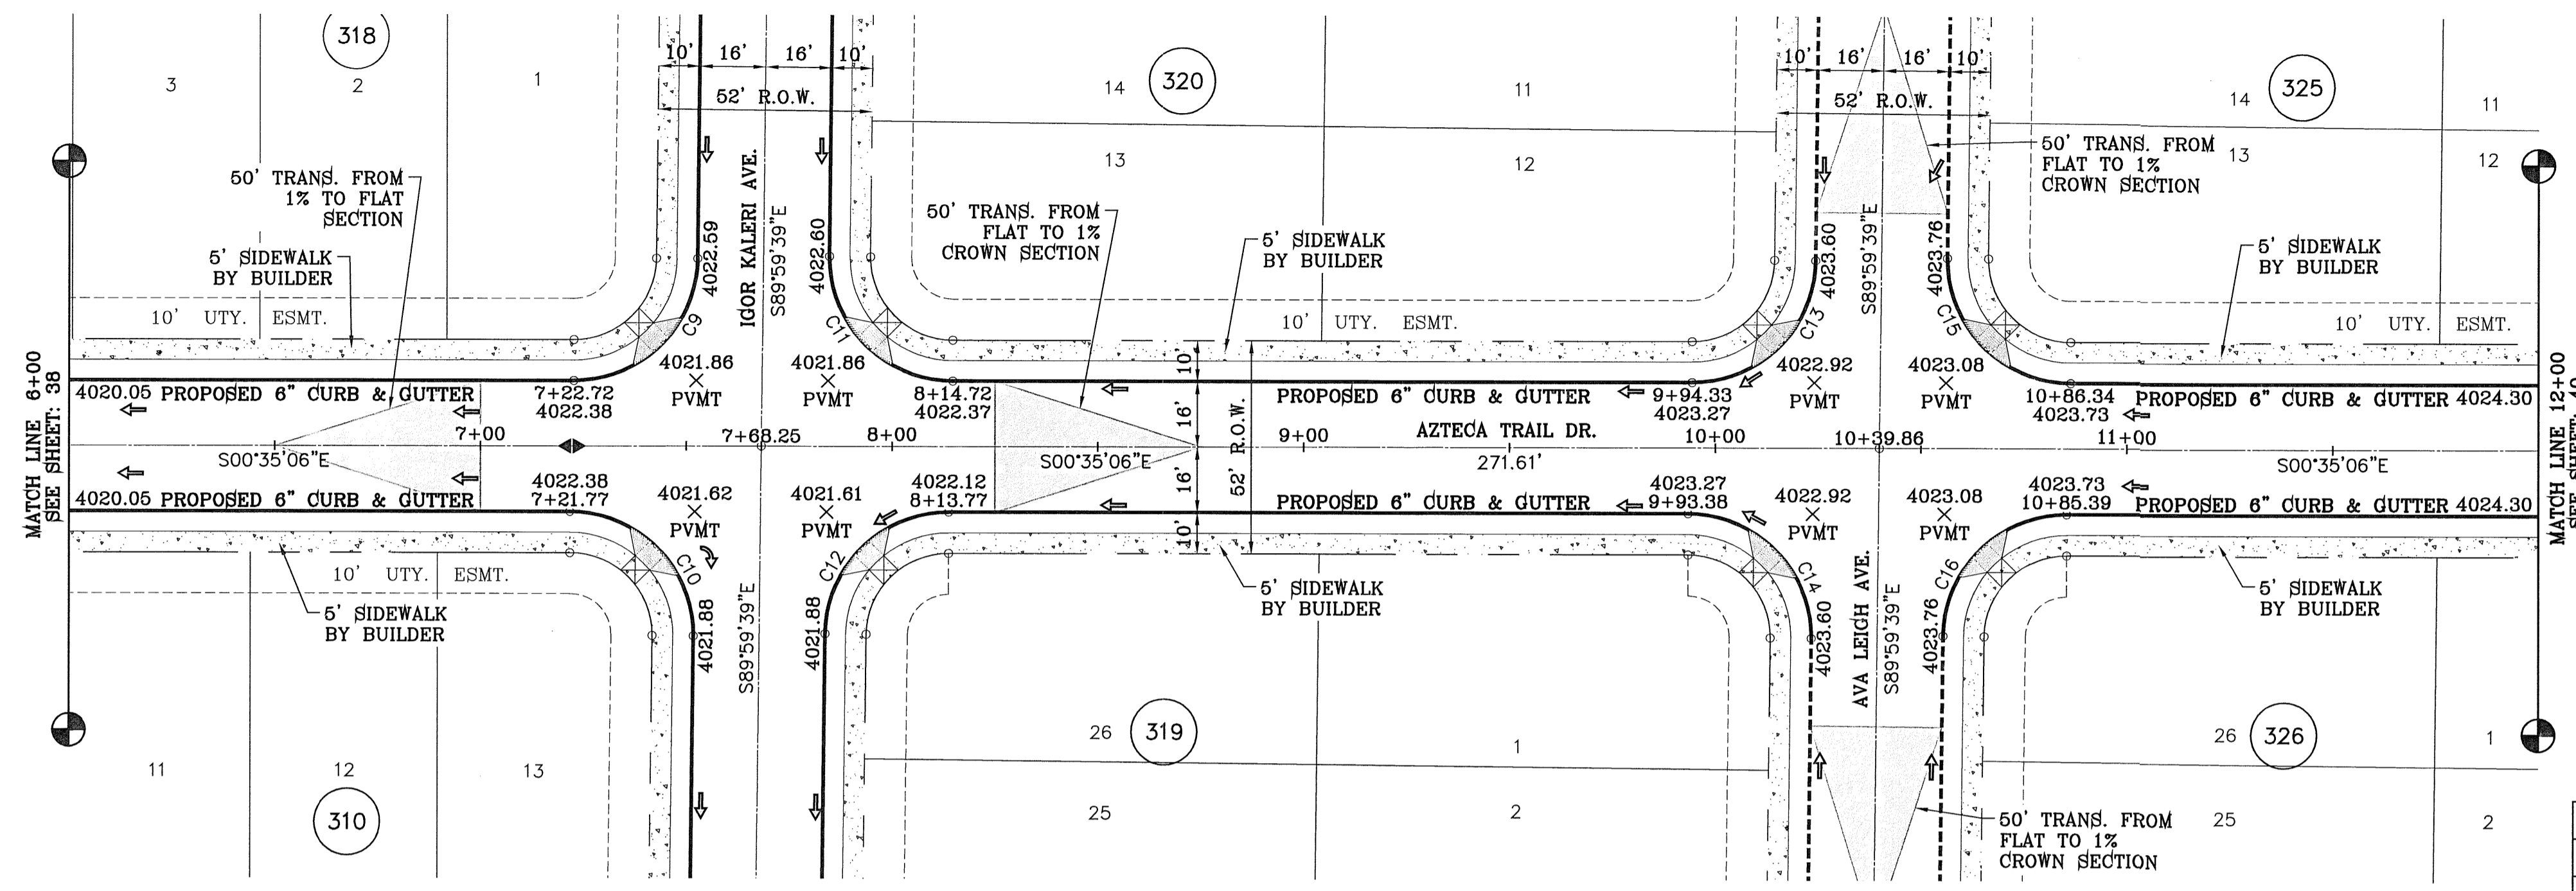 318
3
2
1
10'
16'
16'
10'
52' R.O.W.
320
14
11
13
12
10'
16'
16'
10'
52' R.O.W.
325
14
11
13
12
50' TRANS. FROM
1% TO FLAT
SECTION
5' SIDEWALK
BY BUILDER
10' UTY. ESMT.
IGOR KALERI AVE.
S89°59'39"E
4022.59
4022.60
C9
C11
50' TRANS. FROM
FLAT TO 1%
CROWN SECTION
5' SIDEWALK
BY BUILDER
10' UTY. ESMT.
4023.60
S89°59'39"E
4023.76
C13
C15
50' TRANS. FROM
FLAT TO 1%
CROWN SECTION
5' SIDEWALK
BY BUILDER
10' UTY. ESMT.
MATCH LINE 6+00
SEE SHEET: 38
4020.05 PROPOSED 6" CURB & GUTTER
7+22.72
4022.38
4021.86
PVMT
4021.86
PVMT
8+14.72
4022.37
10'
16'
16'
10'
52' R.O.W.
PROPOSED 6" CURB & GUTTER
9+94.33
4023.27
4022.92
PVMT
4023.08
PVMT
10+86.34
4023.73
PROPOSED 6" CURB & GUTTER 4024.30
MATCH LINE 12+00
S00°35'06"E
7+00
7+68.25
8+00
S00°35'06"E
9+00
AZTECA TRAIL DR.
271.61'
10+00
10+39.86
11+00
S00°35'06"E
4020.05 PROPOSED 6" CURB & GUTTER
4022.38
7+21.77
4021.62
PVMT
4021.61
PVMT
4022.12
8+13.77
PROPOSED 6" CURB & GUTTER
4023.27
9+93.38
4022.92
PVMT
4023.08
PVMT
4023.73
10+85.39
PROPOSED 6" CURB & GUTTER 4024.30
10' UTY. ESMT.
5' SIDEWALK
BY BUILDER
C10
C12
4021.88
S89°59'39"E
4021.88
5' SIDEWALK
BY BUILDER
C14
C16
4023.60
AVA LEIGH AVE.
S89°59'39"E
4023.76
5' SIDEWALK
BY BUILDER
11
12
13
310
26
319
1
25
2
26
326
1
25
2
50' TRANS. FROM
FLAT TO 1%
CROWN SECTION